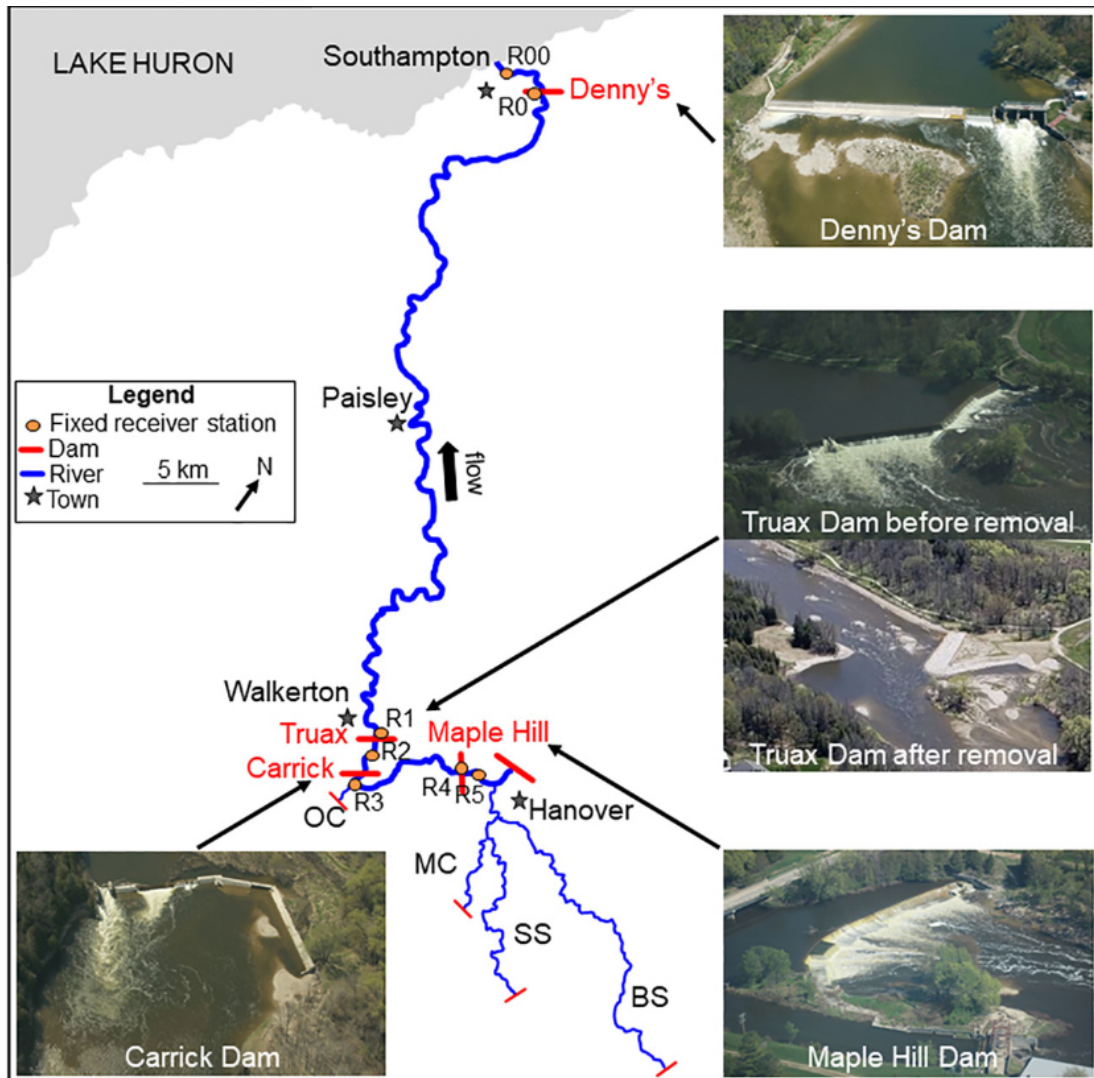 LAKE HURON
Southampton
R00
R0
Denny's
Denny's Dam
Legend
Fixed receiver station
Dam
River
5 km
N
Town
Paisley
flow
Truax Dam before removal
Truax Dam after removal
Walkerton
R1
Truax
R2
Maple Hill
Carrick
R3
R4
R5
OC
Hanover
MC
SS
BS
Carrick Dam
Maple Hill Dam